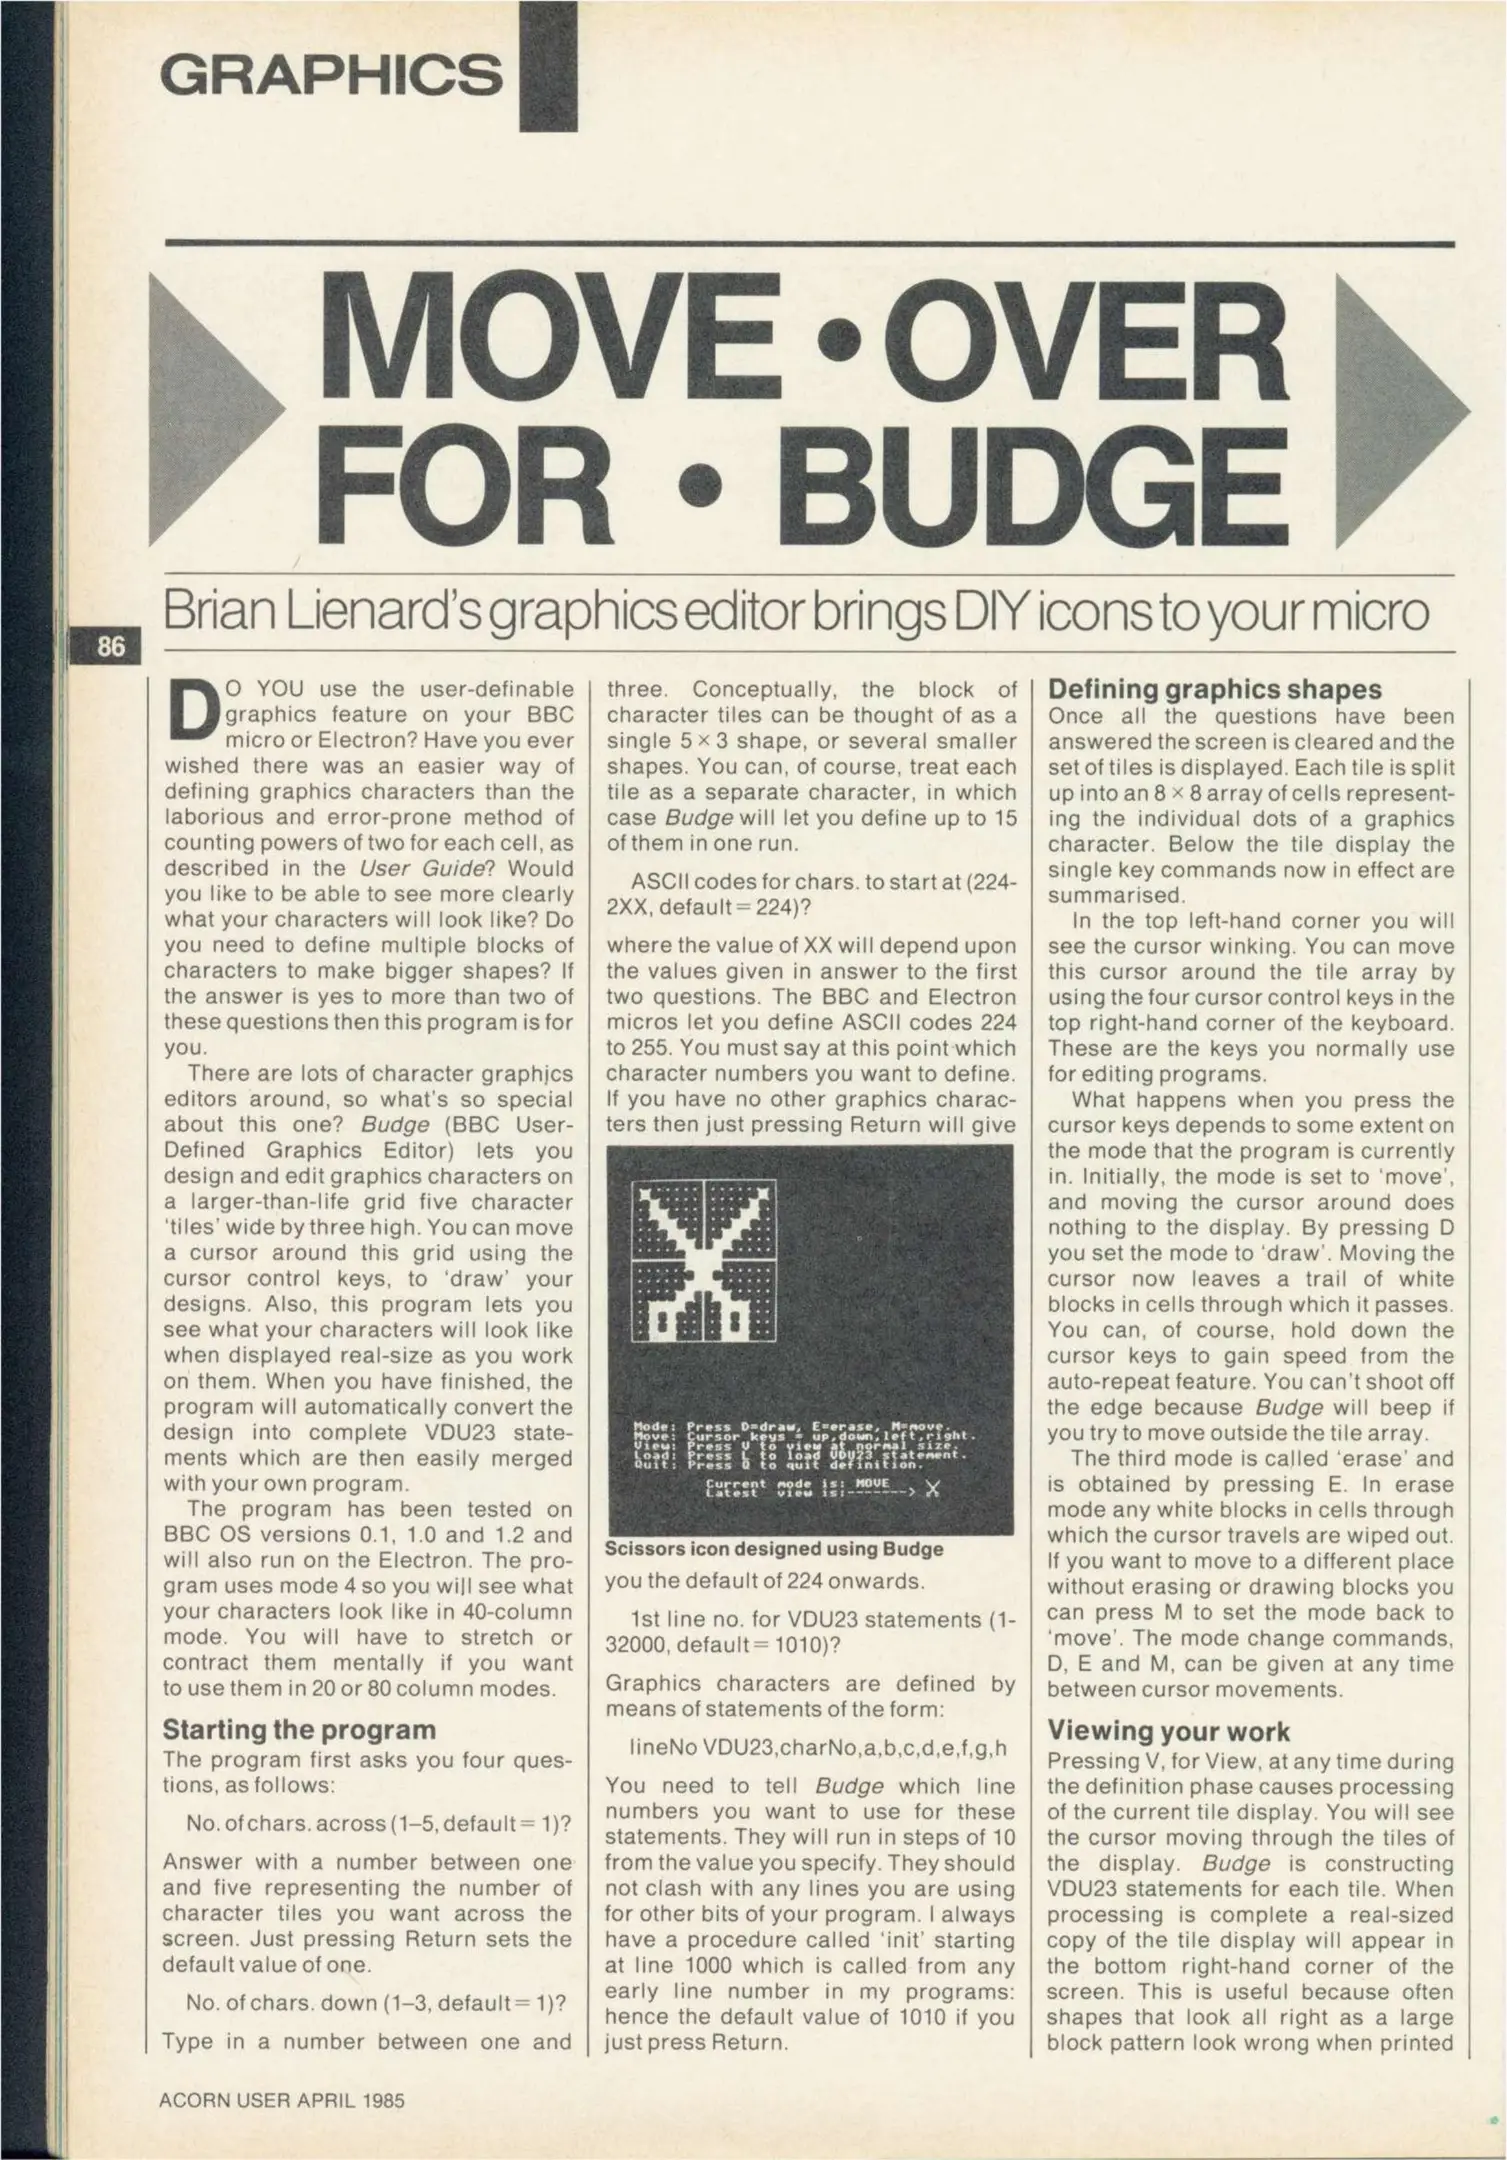 GRAPHICS
MOVE • OVER
FOR • BUDGE
Brian Lienard's graphics editor brings DIY icons to your micro
86
DO YOU use the user-definable
graphics feature on your BBC
micro or Electron? Have you ever
wished there was an easier way of
defining graphics characters than the
laborious and error-prone method of
counting powers of two for each cell, as
described in the User Guide? Would
you like to be able to see more clearly
what your characters will look like? Do
you need to define multiple blocks of
characters to make bigger shapes? If
the answer is yes to more than two of
these questions then this program is for
you.
There are lots of character graphics
editors around, so what's so special
about this one? Budge (BBC User-
Defined Graphics Editor) lets you
design and edit graphics characters on
a larger-than-life grid five character
'tiles' wide by three high. You can move
a cursor around this grid using the
cursor control keys, to 'draw' your
designs. Also, this program lets you
see what your characters will look like
when displayed real-size as you work
on them. When you have finished, the
program will automatically convert the
design into complete VDU23 state-
ments which are then easily merged
with your own program.
The program has been tested on
BBC OS versions 0.1, 1.0 and 1.2 and
will also run on the Electron. The pro-
gram uses mode 4 so you will see what
your characters look like in 40-column
mode. You will have to stretch or
contract them mentally if you want
to use them in 20 or 80 column modes.
Starting the program
The program first asks you four ques-
tions, as follows:
No. of chars. across (1–5, default = 1)?
Answer with a number between one
and five representing the number of
character tiles you want across the
screen. Just pressing Return sets the
default value of one.
No. of chars. down (1–3, default = 1)?
Type in a number between one and
three. Conceptually, the block of
character tiles can be thought of as a
single 5 × 3 shape, or several smaller
shapes. You can, of course, treat each
tile as a separate character, in which
case Budge will let you define up to 15
of them in one run.
ASCII codes for chars. to start at (224-
2XX, default = 224)?
where the value of XX will depend upon
the values given in answer to the first
two questions. The BBC and Electron
micros let you define ASCII codes 224
to 255. You must say at this point which
character numbers you want to define.
If you have no other graphics charac-
ters then just pressing Return will give
Mode: Press D=draw, E=erase, M=move.
Move: Cursor keys = up,down,left,right.
View: Press V to view at normal size.
Load: Press L to load VDU23 statement.
Quit: Press Q to quit definition.
Current mode is: MOVE
Latest view is:------->
Scissors icon designed using Budge
you the default of 224 onwards.
1st line no. for VDU23 statements (1-
32000, default = 1010)?
Graphics characters are defined by
means of statements of the form:
lineNo VDU23,charNo,a,b,c,d,e,f,g,h
You need to tell Budge which line
numbers you want to use for these
statements. They will run in steps of 10
from the value you specify. They should
not clash with any lines you are using
for other bits of your program. I always
have a procedure called 'init' starting
at line 1000 which is called from any
early line number in my programs:
hence the default value of 1010 if you
just press Return.
Defining graphics shapes
Once all the questions have been
answered the screen is cleared and the
set of tiles is displayed. Each tile is split
up into an 8 × 8 array of cells represent-
ing the individual dots of a graphics
character. Below the tile display the
single key commands now in effect are
summarised.
In the top left-hand corner you will
see the cursor winking. You can move
this cursor around the tile array by
using the four cursor control keys in the
top right-hand corner of the keyboard.
These are the keys you normally use
for editing programs.
What happens when you press the
cursor keys depends to some extent on
the mode that the program is currently
in. Initially, the mode is set to 'move',
and moving the cursor around does
nothing to the display. By pressing D
you set the mode to 'draw'. Moving the
cursor now leaves a trail of white
blocks in cells through which it passes.
You can, of course, hold down the
cursor keys to gain speed from the
auto-repeat feature. You can't shoot off
the edge because Budge will beep if
you try to move outside the tile array.
The third mode is called 'erase' and
is obtained by pressing E. In erase
mode any white blocks in cells through
which the cursor travels are wiped out.
If you want to move to a different place
without erasing or drawing blocks you
can press M to set the mode back to
'move'. The mode change commands,
D, E and M, can be given at any time
between cursor movements.
Viewing your work
Pressing V, for View, at any time during
the definition phase causes processing
of the current tile display. You will see
the cursor moving through the tiles of
the display. Budge is constructing
VDU23 statements for each tile. When
processing is complete a real-sized
copy of the tile display will appear in
the bottom right-hand corner of the
screen. This is useful because often
shapes that look all right as a large
block pattern look wrong when printed
ACORN USER APRIL 1985